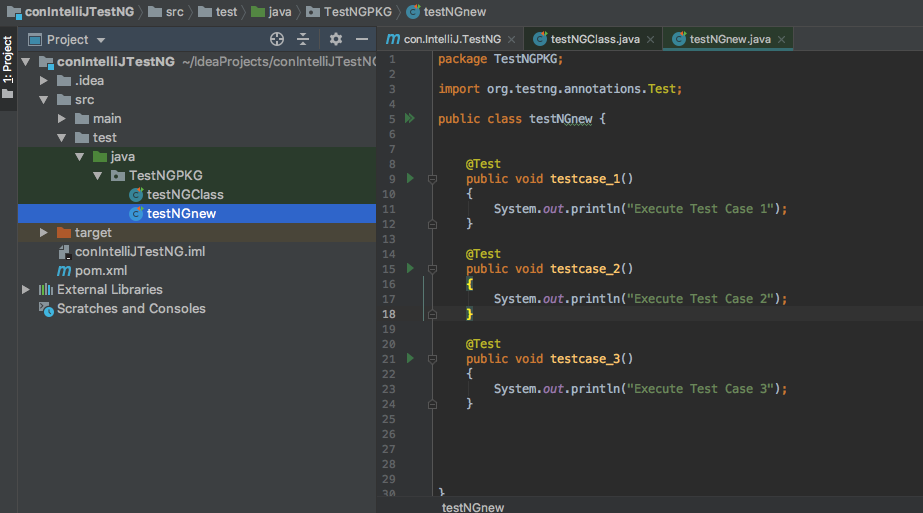 conIntelliJTestNG src test java TestNGPKG testNGnew
1: Project
Project
conIntelliJTestNG ~/IdeaProjects/conIntelliJTestNG
.idea
src
main
test
java
TestNGPKG
testNGClass
testNGnew
target
conIntelliJTestNG.iml
pom.xml
External Libraries
Scratches and Consoles
con.IntelliJ.TestNG testNGClass.java testNGnew.java
1 package TestNGPKG;
2
3 import org.testng.annotations.Test;
4
5 public class testNGnew {
6
7
8 @Test
9 public void testcase_1()
10 {
11 System.out.println("Execute Test Case 1");
12 }
13
14 @Test
15 public void testcase_2()
16 {
17 System.out.println("Execute Test Case 2");
18 }
19
20 @Test
21 public void testcase_3()
22 {
23 System.out.println("Execute Test Case 3");
24 }
25
26
27
28
29
30 }
testNGnew